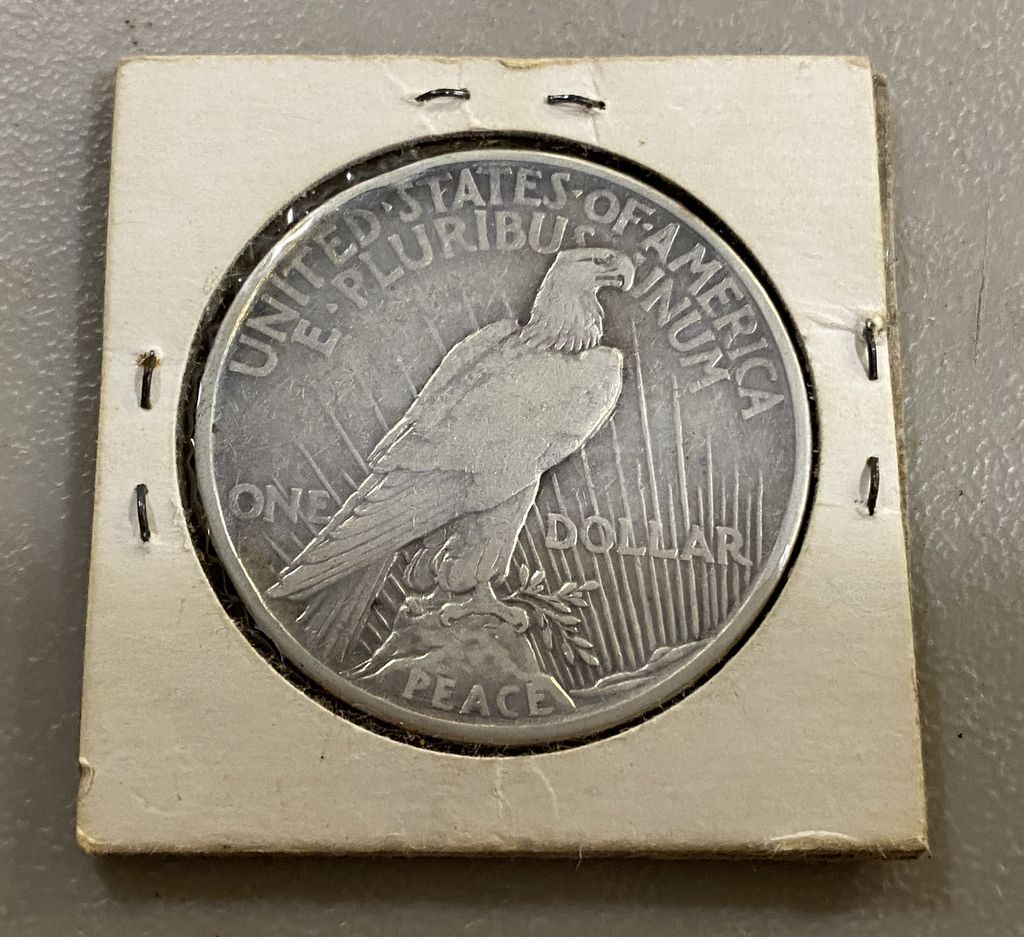 UNITED·STATES·OF·AMERICA
E·PLURIBUS UNUM
ONE DOLLAR
PEACE